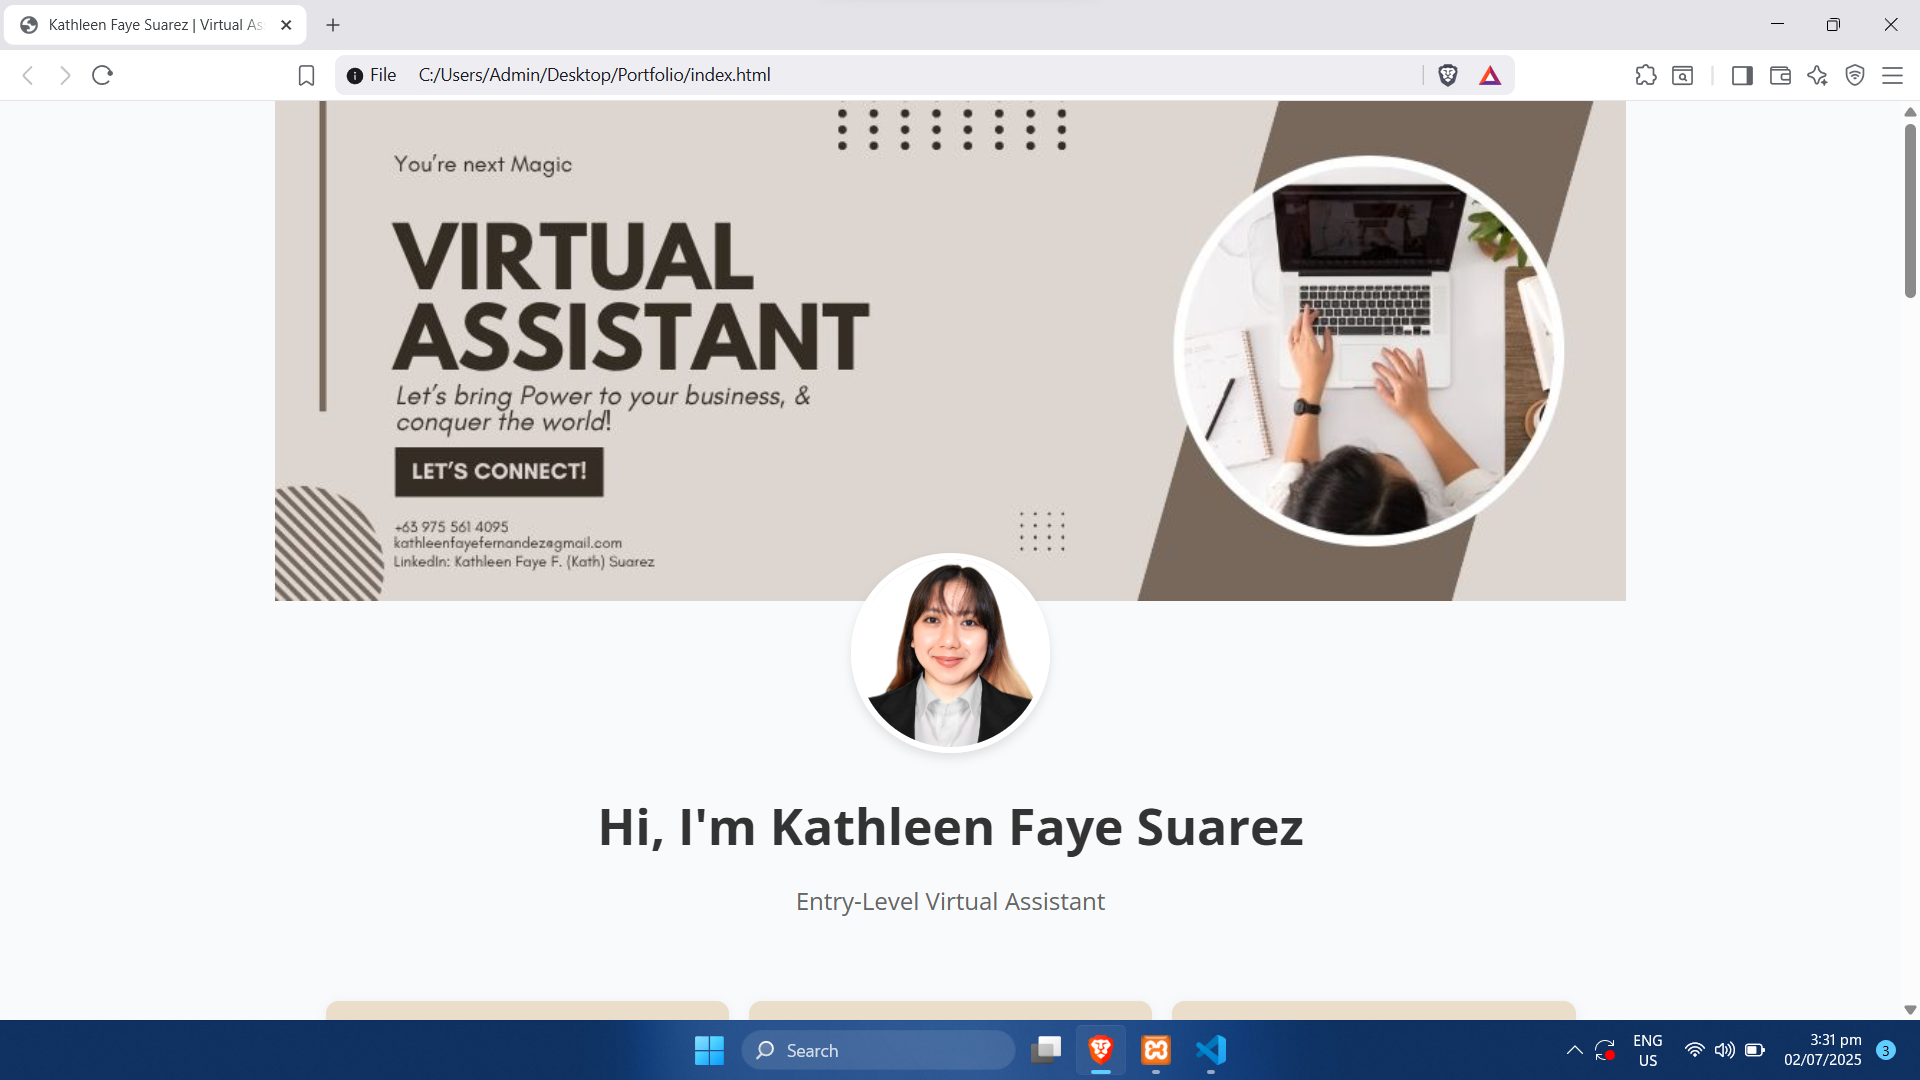 Kathleen Faye Suarez | Virtual As
File C:/Users/Admin/Desktop/Portfolio/index.html
You're next Magic
VIRTUAL
ASSISTANT
Let's bring Power to your business, &
conquer the world!
LET'S CONNECT!
+63 975 561 4095
kathleenfayefernandez@gmail.com
LinkedIn: Kathleen Faye F. (Kath) Suarez
Hi, I'm Kathleen Faye Suarez
Entry-Level Virtual Assistant
Search
ENG
US
3:31 pm
02/07/2025
3